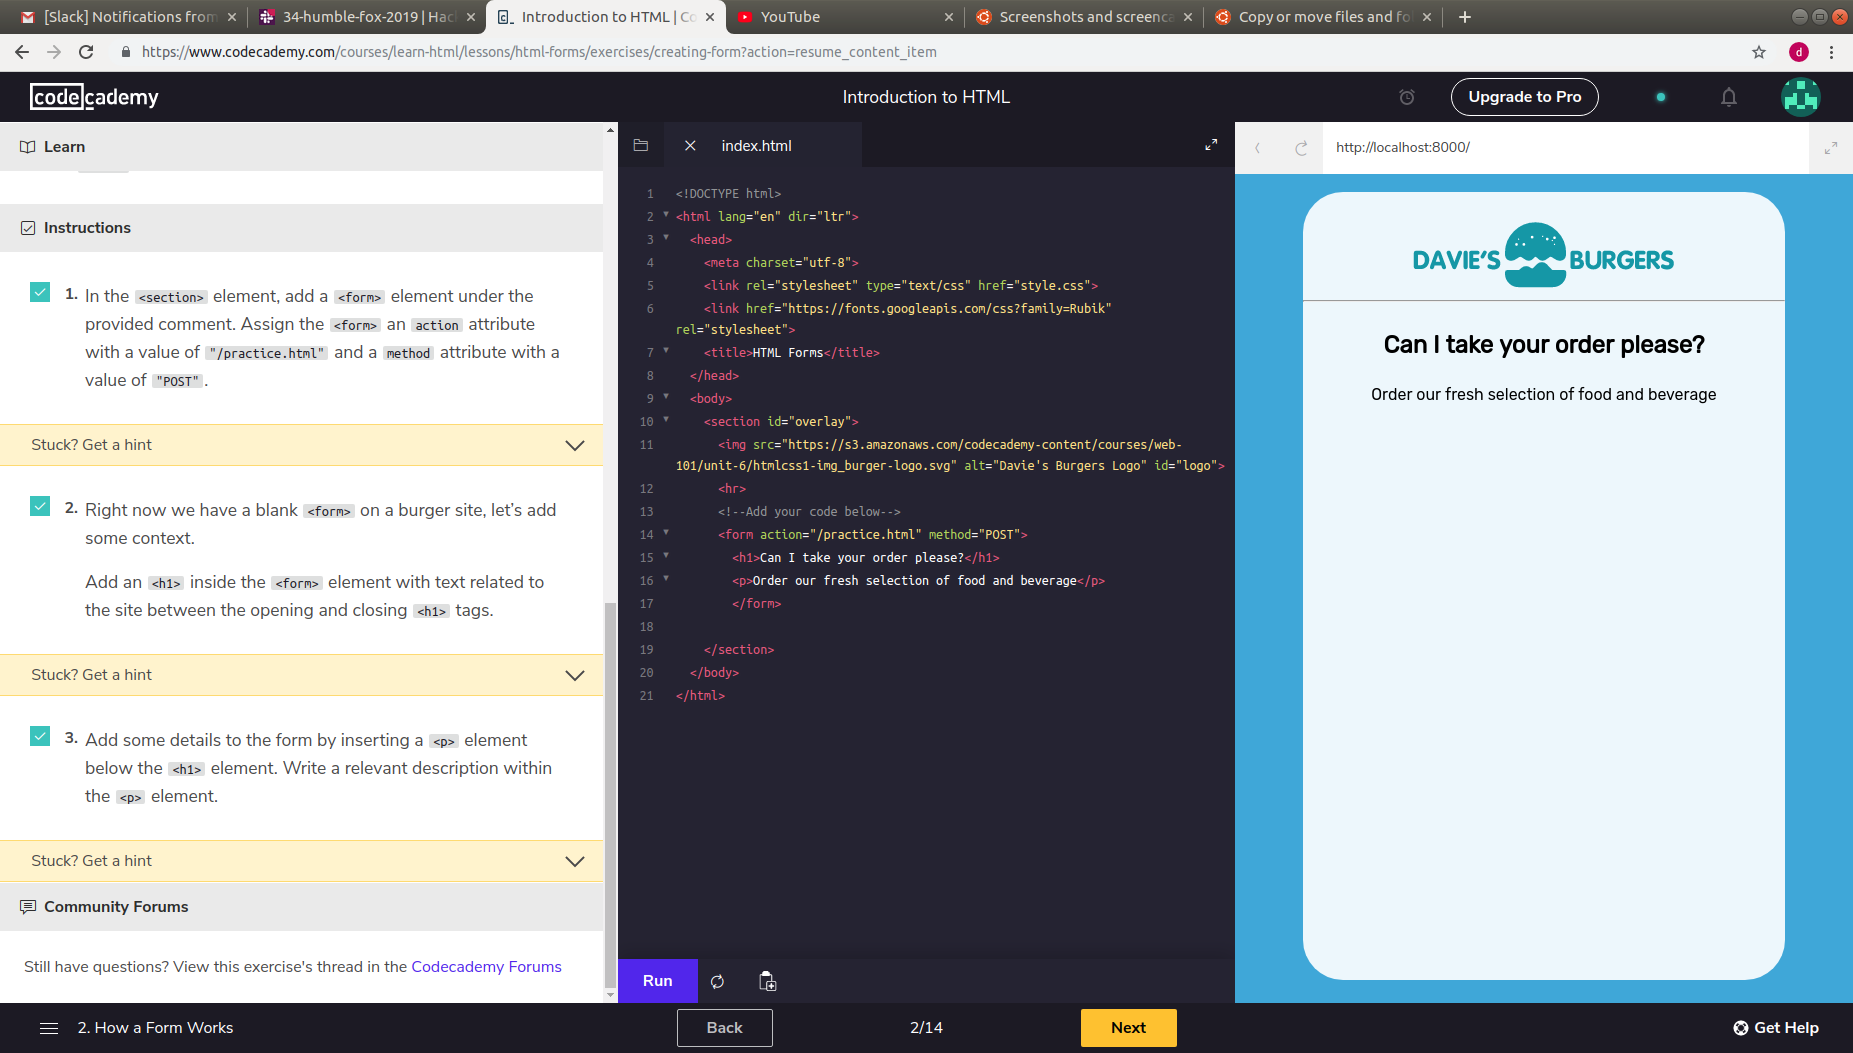 [Slack] Notifications from
34-humble-fox-2019 | Hac
Introduction to HTML | Co
YouTube
Screenshots and screenca
Copy or move files and fo
https://www.codecademy.com/courses/learn-html/lessons/html-forms/exercises/creating-form?action=resume_content_item
d
codecademy
Introduction to HTML
Upgrade to Pro
Learn
Instructions
1. In the <section> element, add a <form> element under the
provided comment. Assign the <form> an action attribute
with a value of "/practice.html" and a method attribute with a
value of "POST".
Stuck? Get a hint
2. Right now we have a blank <form> on a burger site, let's add
some context.
Add an <h1> inside the <form> element with text related to
the site between the opening and closing <h1> tags.
Stuck? Get a hint
3. Add some details to the form by inserting a <p> element
below the <h1> element. Write a relevant description within
the <p> element.
Stuck? Get a hint
Community Forums
Still have questions? View this exercise's thread in the Codecademy Forums
index.html
1 <!DOCTYPE html>
2 <html lang="en" dir="ltr">
3 <head>
4 <meta charset="utf-8">
5 <link rel="stylesheet" type="text/css" href="style.css">
6 <link href="https://fonts.googleapis.com/css?family=Rubik"
rel="stylesheet">
7 <title>HTML Forms</title>
8 </head>
9 <body>
10 <section id="overlay">
11 <img src="https://s3.amazonaws.com/codecademy-content/courses/web-
101/unit-6/htmlcss1-img_burger-logo.svg" alt="Davie's Burgers Logo" id="logo">
12 <hr>
13 <!--Add your code below-->
14 <form action="/practice.html" method="POST">
15 <h1>Can I take your order please?</h1>
16 <p>Order our fresh selection of food and beverage</p>
17 </form>
18
19 </section>
20 </body>
21 </html>
Run
http://localhost:8000/
DAVIE'S BURGERS
Can I take your order please?
Order our fresh selection of food and beverage
2. How a Form Works
Back
2/14
Next
Get Help